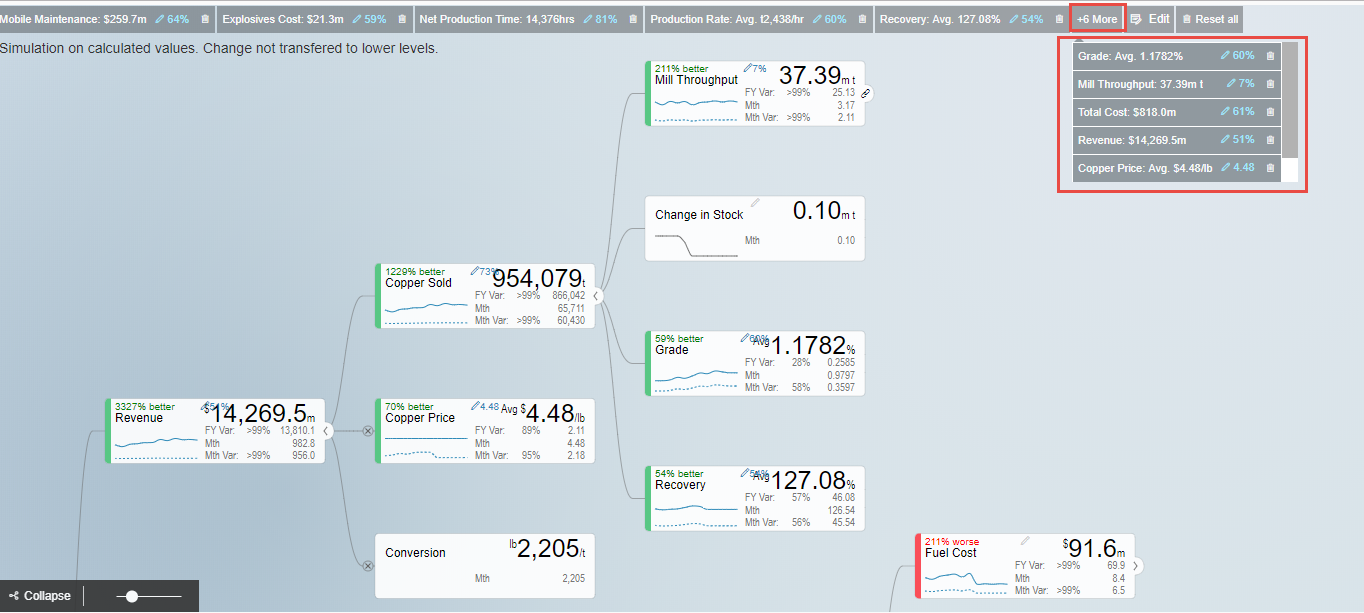 Mobile Maintenance: $259.7m 64% Explosives Cost: $21.3m 59% Net Production Time: 14,376hrs 81% Production Rate: Avg. t2,438/hr 60% Recovery: Avg. 127.08% 54% +6 More Edit Reset all
Simulation on calculated values. Change not transfered to lower levels.
Grade: Avg. 1.1782% 60%
Mill Throughput: 37.39m t 7%
Total Cost: $818.0m 61%
Revenue: $14,269.5m 51%
Copper Price: Avg. $4.48/lb 4.48
211% better 7%
Mill Throughput 37.39m t
FY Var: >99% 25.13
Mth 3.17
Mth Var: >99% 2.11
Change in Stock 0.10m t
Mth 0.10
1229% better 73%
Copper Sold 954,079t
FY Var: >99% 866,042
Mth 65,711
Mth Var: >99% 60,430
59% better 60%
Grade Avg 1.1782%
FY Var: 28% 0.2585
Mth 0.9797
Mth Var: 58% 0.3597
3327% better 51%
Revenue $14,269.5m
FY Var: >99% 13,810.1
Mth 982.8
Mth Var: >99% 956.0
70% better 4.48
Copper Price Avg $4.48/lb
FY Var: 89% 2.11
Mth 4.48
Mth Var: 95% 2.18
54% better 54%
Recovery Avg 127.08%
FY Var: 57% 46.08
Mth 126.54
Mth Var: 56% 45.54
Conversion lb2,205/t
Mth 2,205
211% worse
Fuel Cost $91.6m
FY Var: >99% 69.9
Mth 8.4
Mth Var: >99% 6.5
Collapse